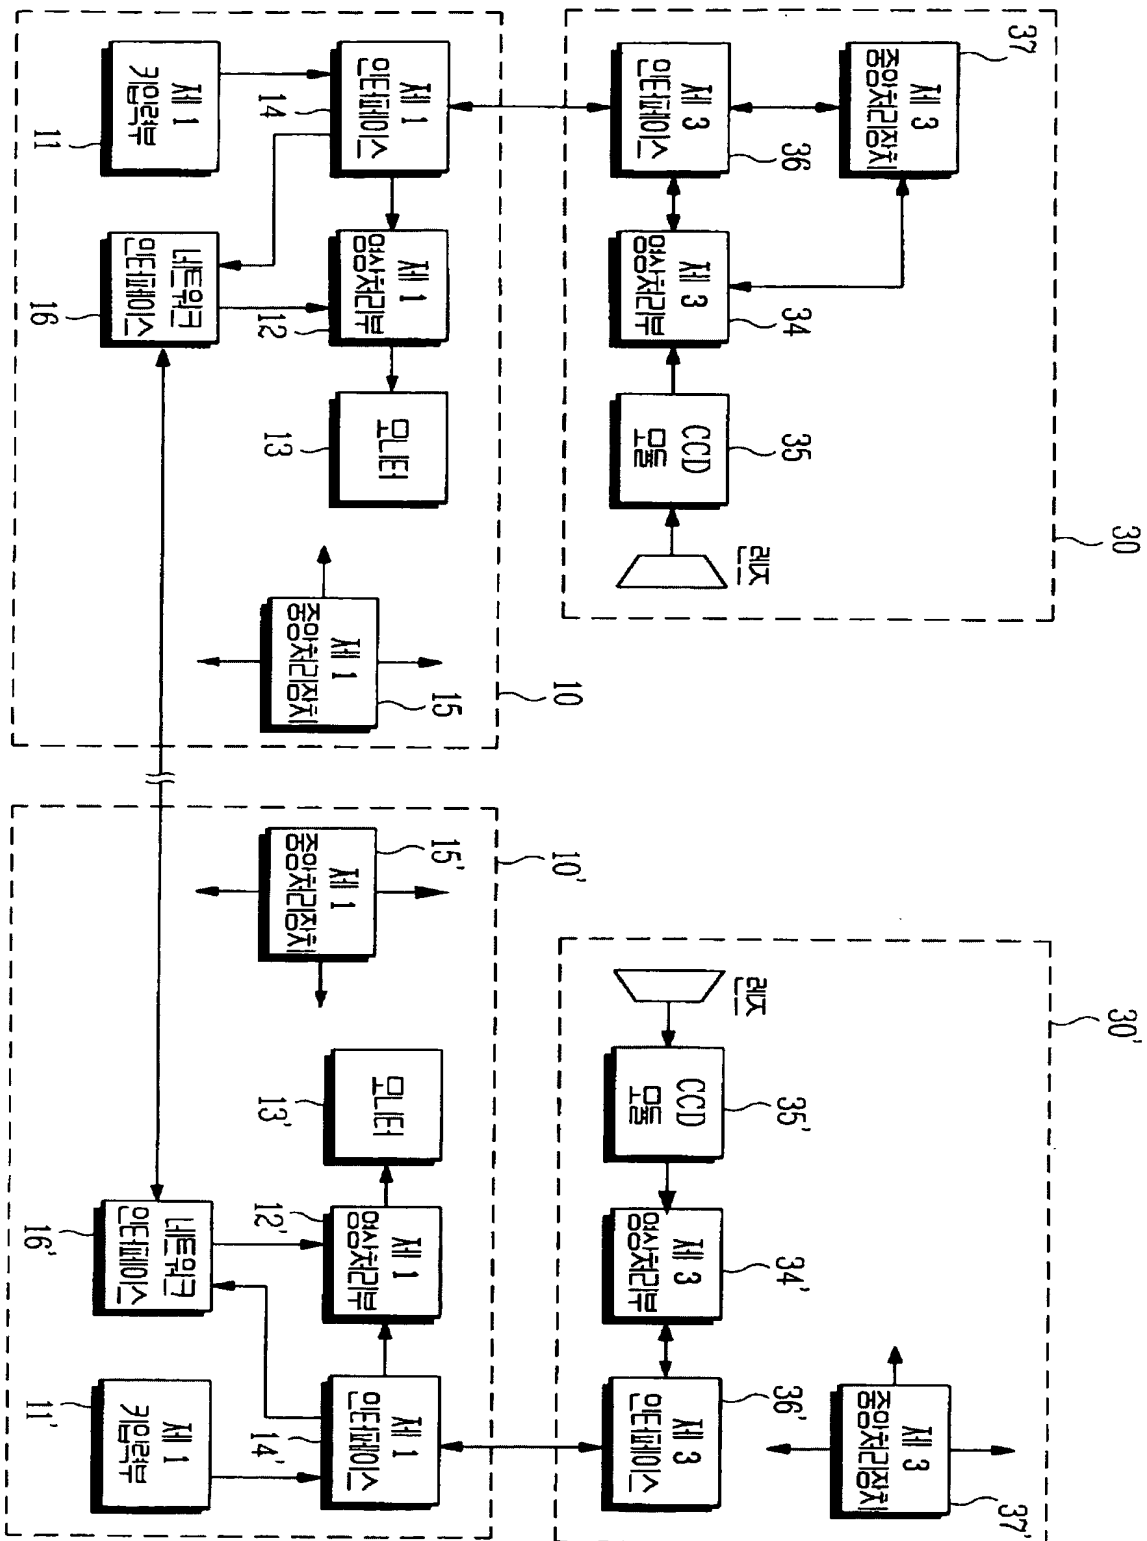 30
렌즈
CCD
모듈
35
제 3
영상처리부
34
제 3
인터페이스
36
제 3
중앙처리장치
37
10
제 1
중앙처리장치
15
모니터
13
제 1
영상처리부
12
제 1
인터페이스
14
제 1
키입력부
11
네트워크
인터페이스
16
30'
렌즈
CCD
모듈
35'
제 3
영상처리부
34'
제 3
인터페이스
36'
제 3
중앙처리장치
37'
10'
제 1
중앙처리장치
15'
모니터
13'
제 1
영상처리부
12'
제 1
인터페이스
14'
네트워크
인터페이스
16'
제 1
키입력부
11'